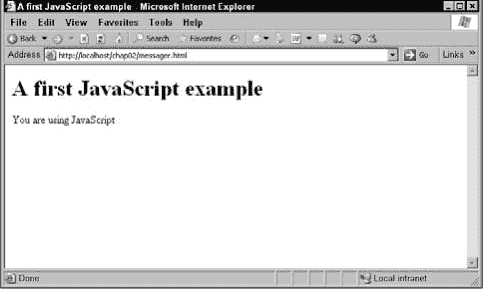 A first JavaScript example - Microsoft Internet Explorer
File Edit View Favorites Tools Help
Back Search Favorites
Address http://localhost/chap02/messager.html Go Links »
A first JavaScript example
You are using JavaScript
Done Local intranet